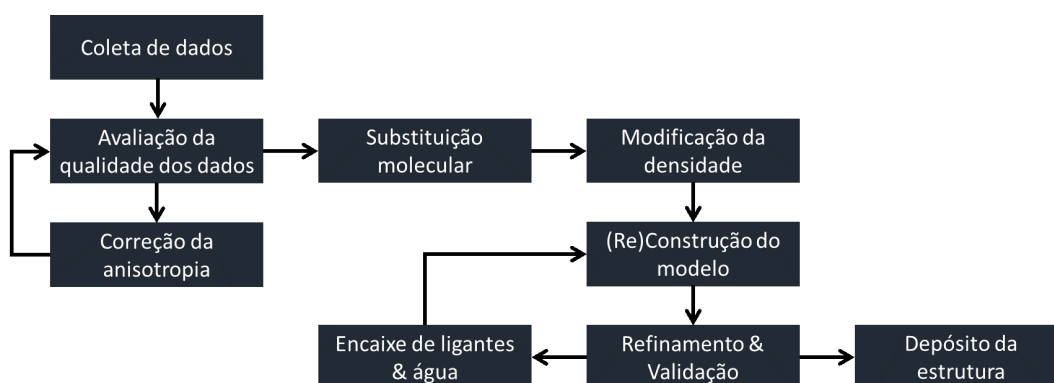 Coleta de dados
Avaliação da
qualidade dos dados
Substituição
molecular
Modificação da
densidade
Correção da
anisotropia
(Re)Construção do
modelo
Encaixe de ligantes
& água
Refinamento &
Validação
Depósito da
estrutura